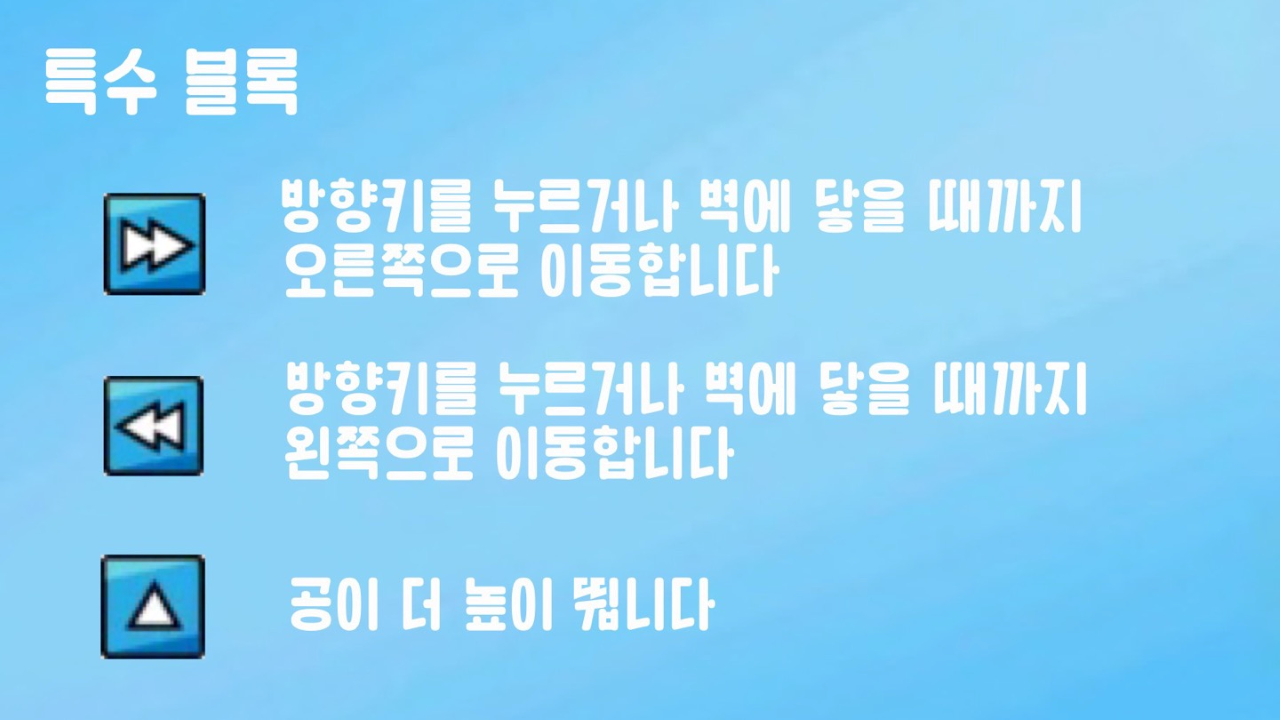 특수 블록
방향키를 누르거나 벽에 닿을 때까지
오른쪽으로 이동합니다
방향키를 누르거나 벽에 닿을 때까지
왼쪽으로 이동합니다
공이 더 높이 뜁니다